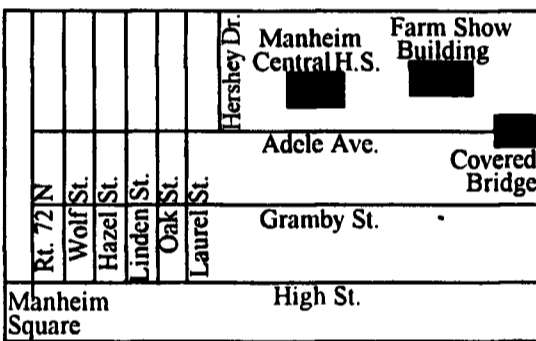 Hershey Dr.
Manheim
Central H.S.
Farm Show
Building
Adele Ave.
Covered
Bridge
Rt. 72 N
Wolf St.
Hazel St.
Linden St.
Oak St.
Laurel St.
Gramby St.
High St.
Manheim
Square